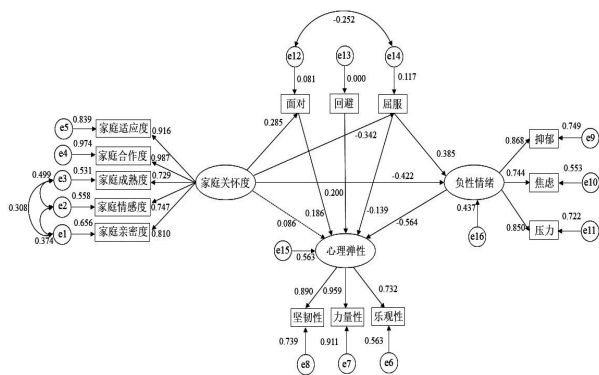 -0.252
e12 e13 e14
0.081 0.000 0.117
面对 回避 屈服
e5 0.839 家庭适应度 0.916
e4 0.974 家庭合作度 0.987
e3 0.531 家庭成熟度 0.729
e2 0.558 家庭情感度 0.747
e1 0.656 家庭亲密度 0.810
0.499
0.308
0.374
家庭关怀度
0.285
-0.342
0.385
-0.422
0.200
0.186
-0.139
0.086
-0.564
负性情绪
0.437
e16
0.868 抑郁 0.749 e9
0.744 焦虑 0.553 e10
0.850 压力 0.722 e11
e15
0.563
心理弹性
0.890 0.959 0.732
坚韧性 力量性 乐观性
0.739 0.911 0.563
e8 e7 e6